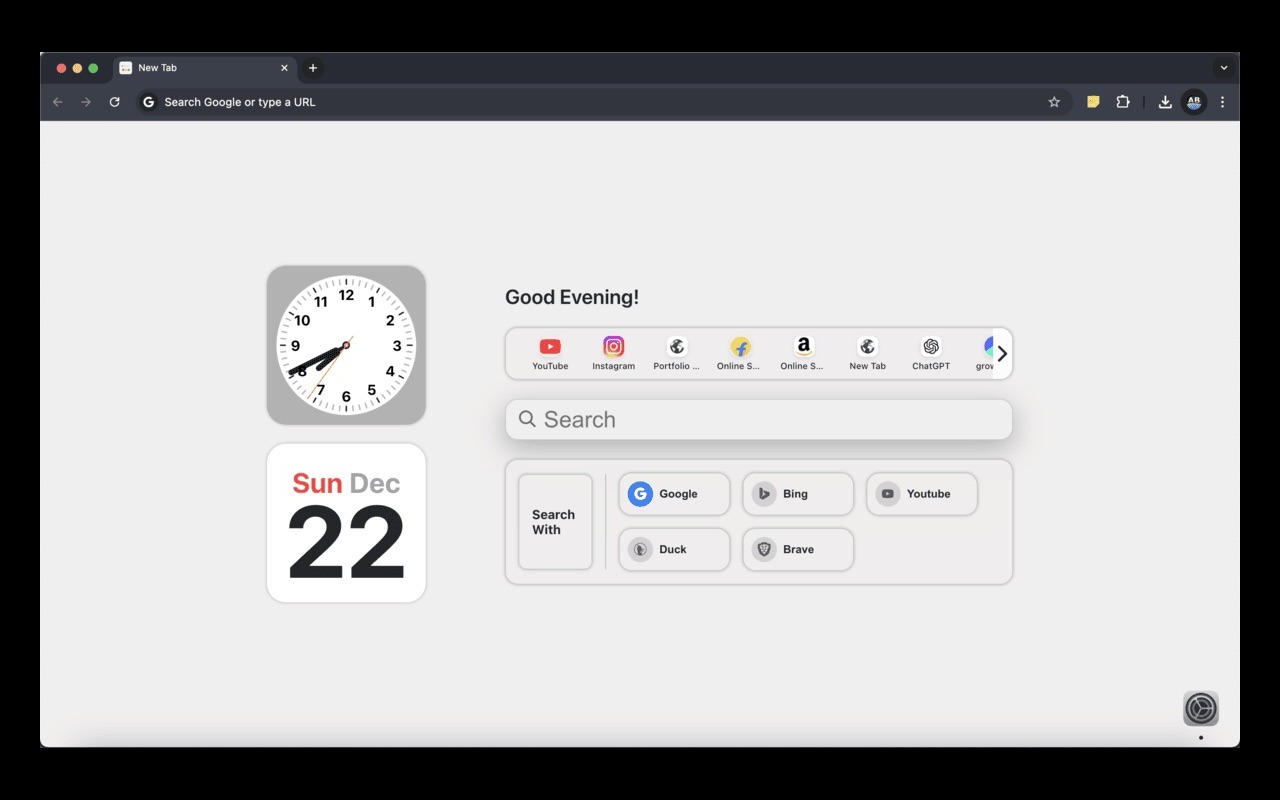 New Tab
Search Google or type a URL
AB
12
11 1
10 2
9 3
8 4
7 5
6
Sun Dec
22
Good Evening!
YouTube Instagram Portfolio ... Online S... Online S... New Tab ChatGPT grow
Search
Search With
Google Bing Youtube
Duck Brave